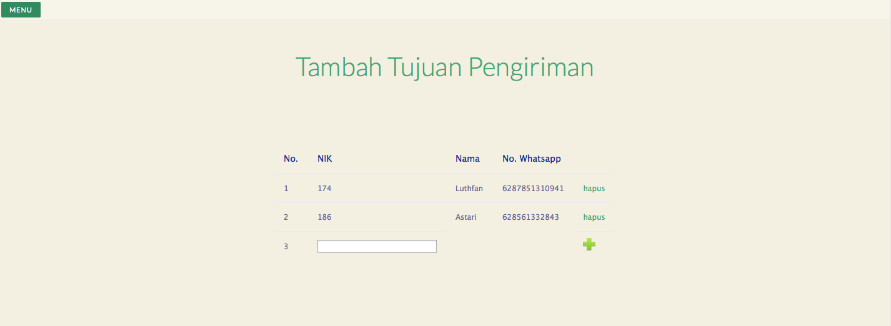 MENU
Tambah Tujuan Pengiriman
No. NIK Nama No. Whatsapp
1 174 Luthfan 6287851310941 hapus
2 186 Astari 628561332843 hapus
3